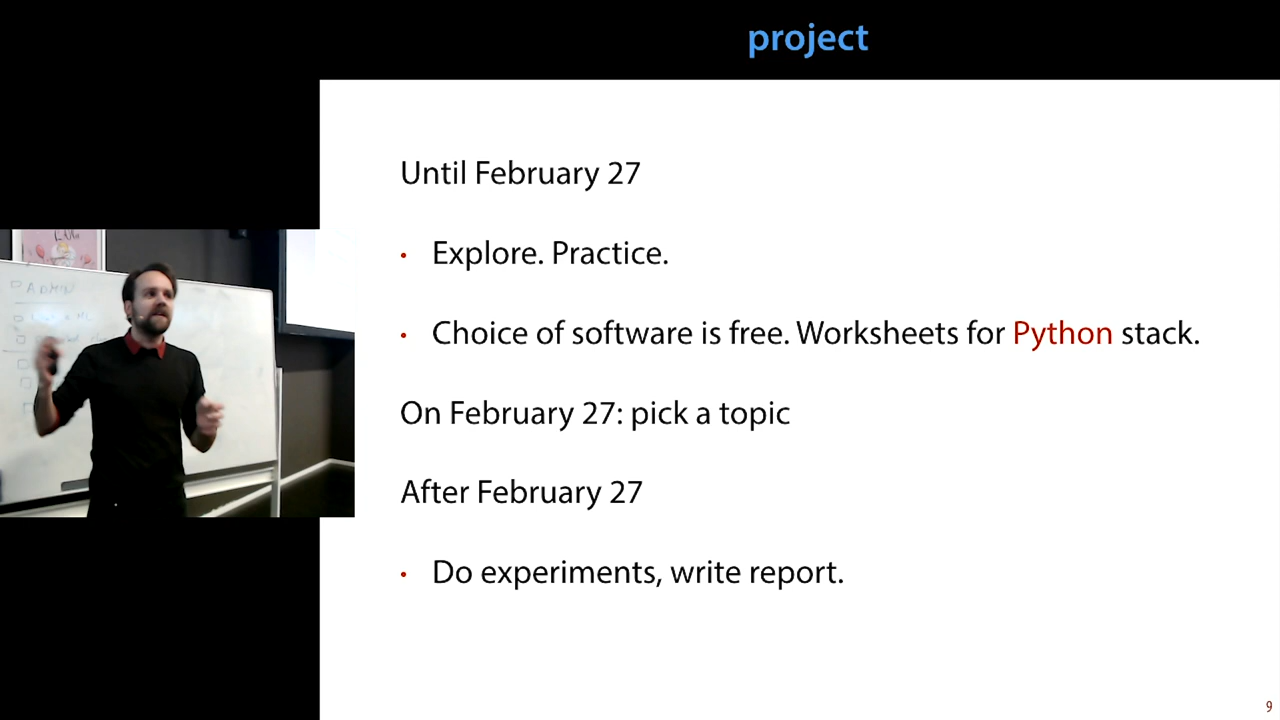 project
Until February 27
• Explore. Practice.
• Choice of software is free. Worksheets for Python stack.
On February 27: pick a topic
After February 27
• Do experiments, write report.
ADMIN
9